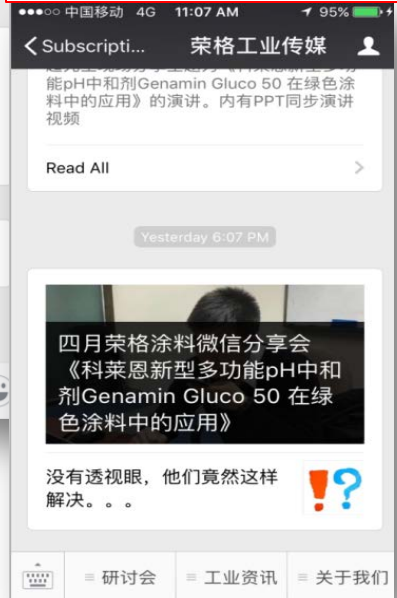 中国移动 4G 11:07 AM 95%
Subscripti... 荣格工业传媒
能pH中和剂Genamin Gluco 50 在绿色涂
料中的应用》的演讲。内有PPT同步演讲
视频
Read All
Yesterday 6:07 PM
四月荣格涂料微信分享会
《科莱恩新型多功能pH中和
剂Genamin Gluco 50 在绿
色涂料中的应用》
没有透视眼，他们竟然这样
解决。。。
研讨会 工业资讯 关于我们